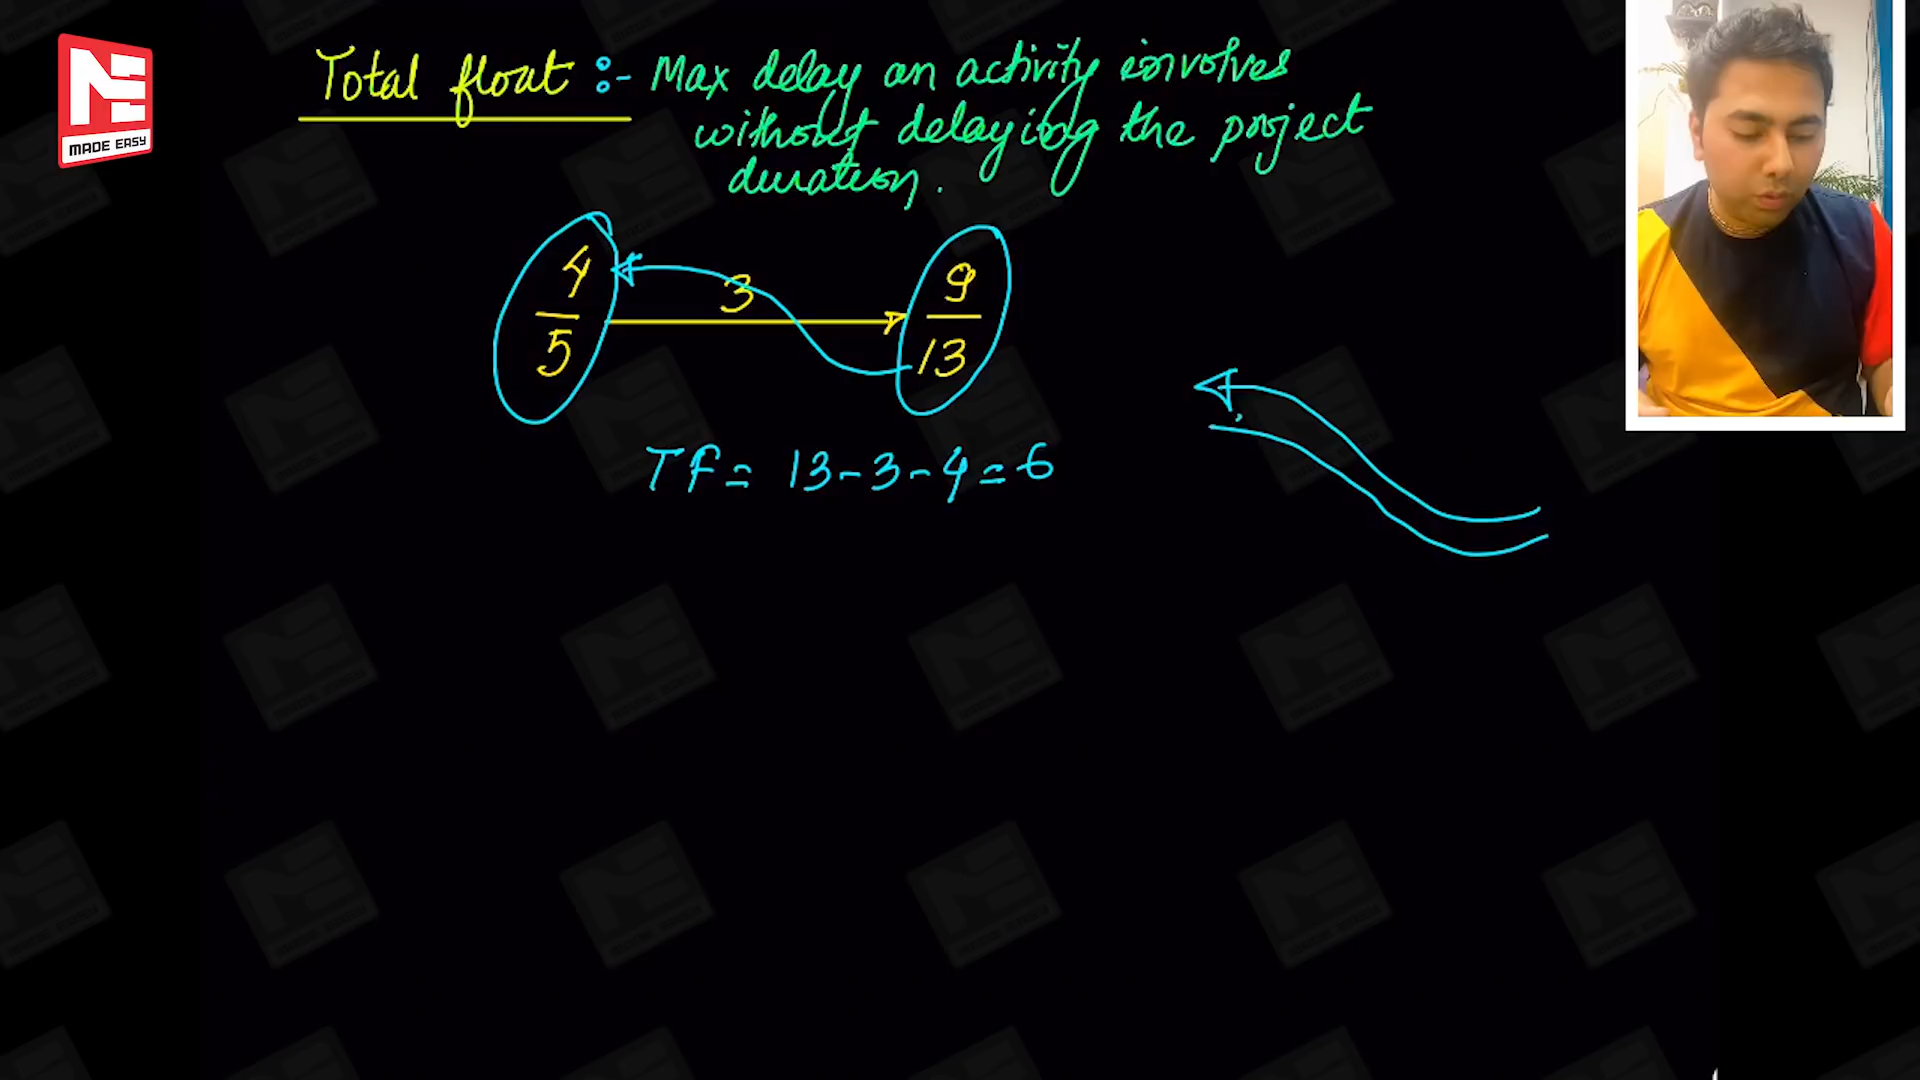 MADE EASY
Total float :- Max delay an activity involves
without delaying the project
duration.
4
5
3
9
13
TF = 13 - 3 - 4 = 6